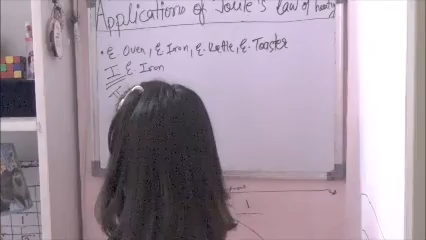 Applications of Joule's law of heating
• E Oven, E Iron, E-Kettle, E-Toaster
I E Iron